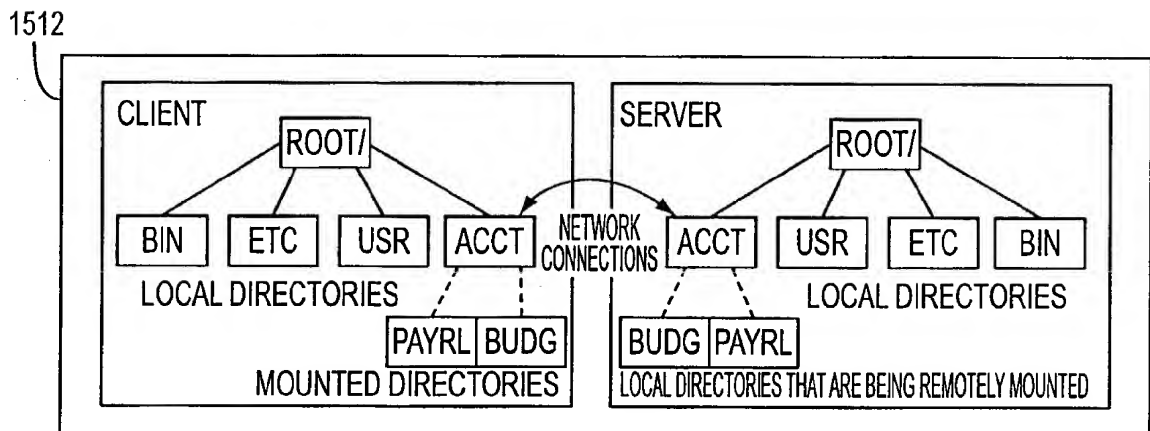 1512
CLIENT
ROOT/
BIN
ETC
USR
ACCT
LOCAL DIRECTORIES
PAYRL
BUDG
MOUNTED DIRECTORIES
NETWORK
CONNECTIONS
SERVER
ROOT/
ACCT
USR
ETC
BIN
LOCAL DIRECTORIES
BUDG
PAYRL
LOCAL DIRECTORIES THAT ARE BEING REMOTELY MOUNTED